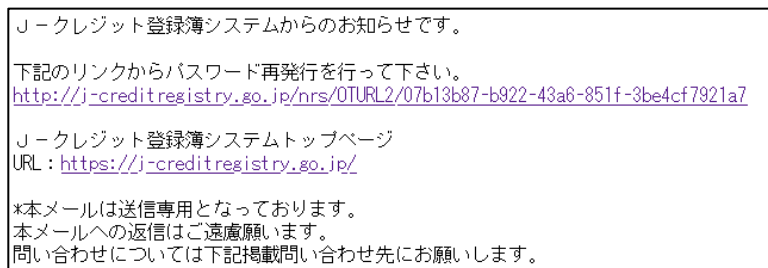 J-クレジット登録簿システムからのお知らせです。
下記のリンクからパスワード再発行を行って下さい。
http://j-creditregistry.go.jp/nrs/OTURL2/07b13b87-b922-43a6-851f-3be4cf7921a7
J-クレジット登録簿システムトップページ
URL：https://j-creditregistry.go.jp/
*本メールは送信専用となっております。
本メールへの返信はご遠慮願います。
問い合わせについては下記掲載問い合わせ先にお願いします。